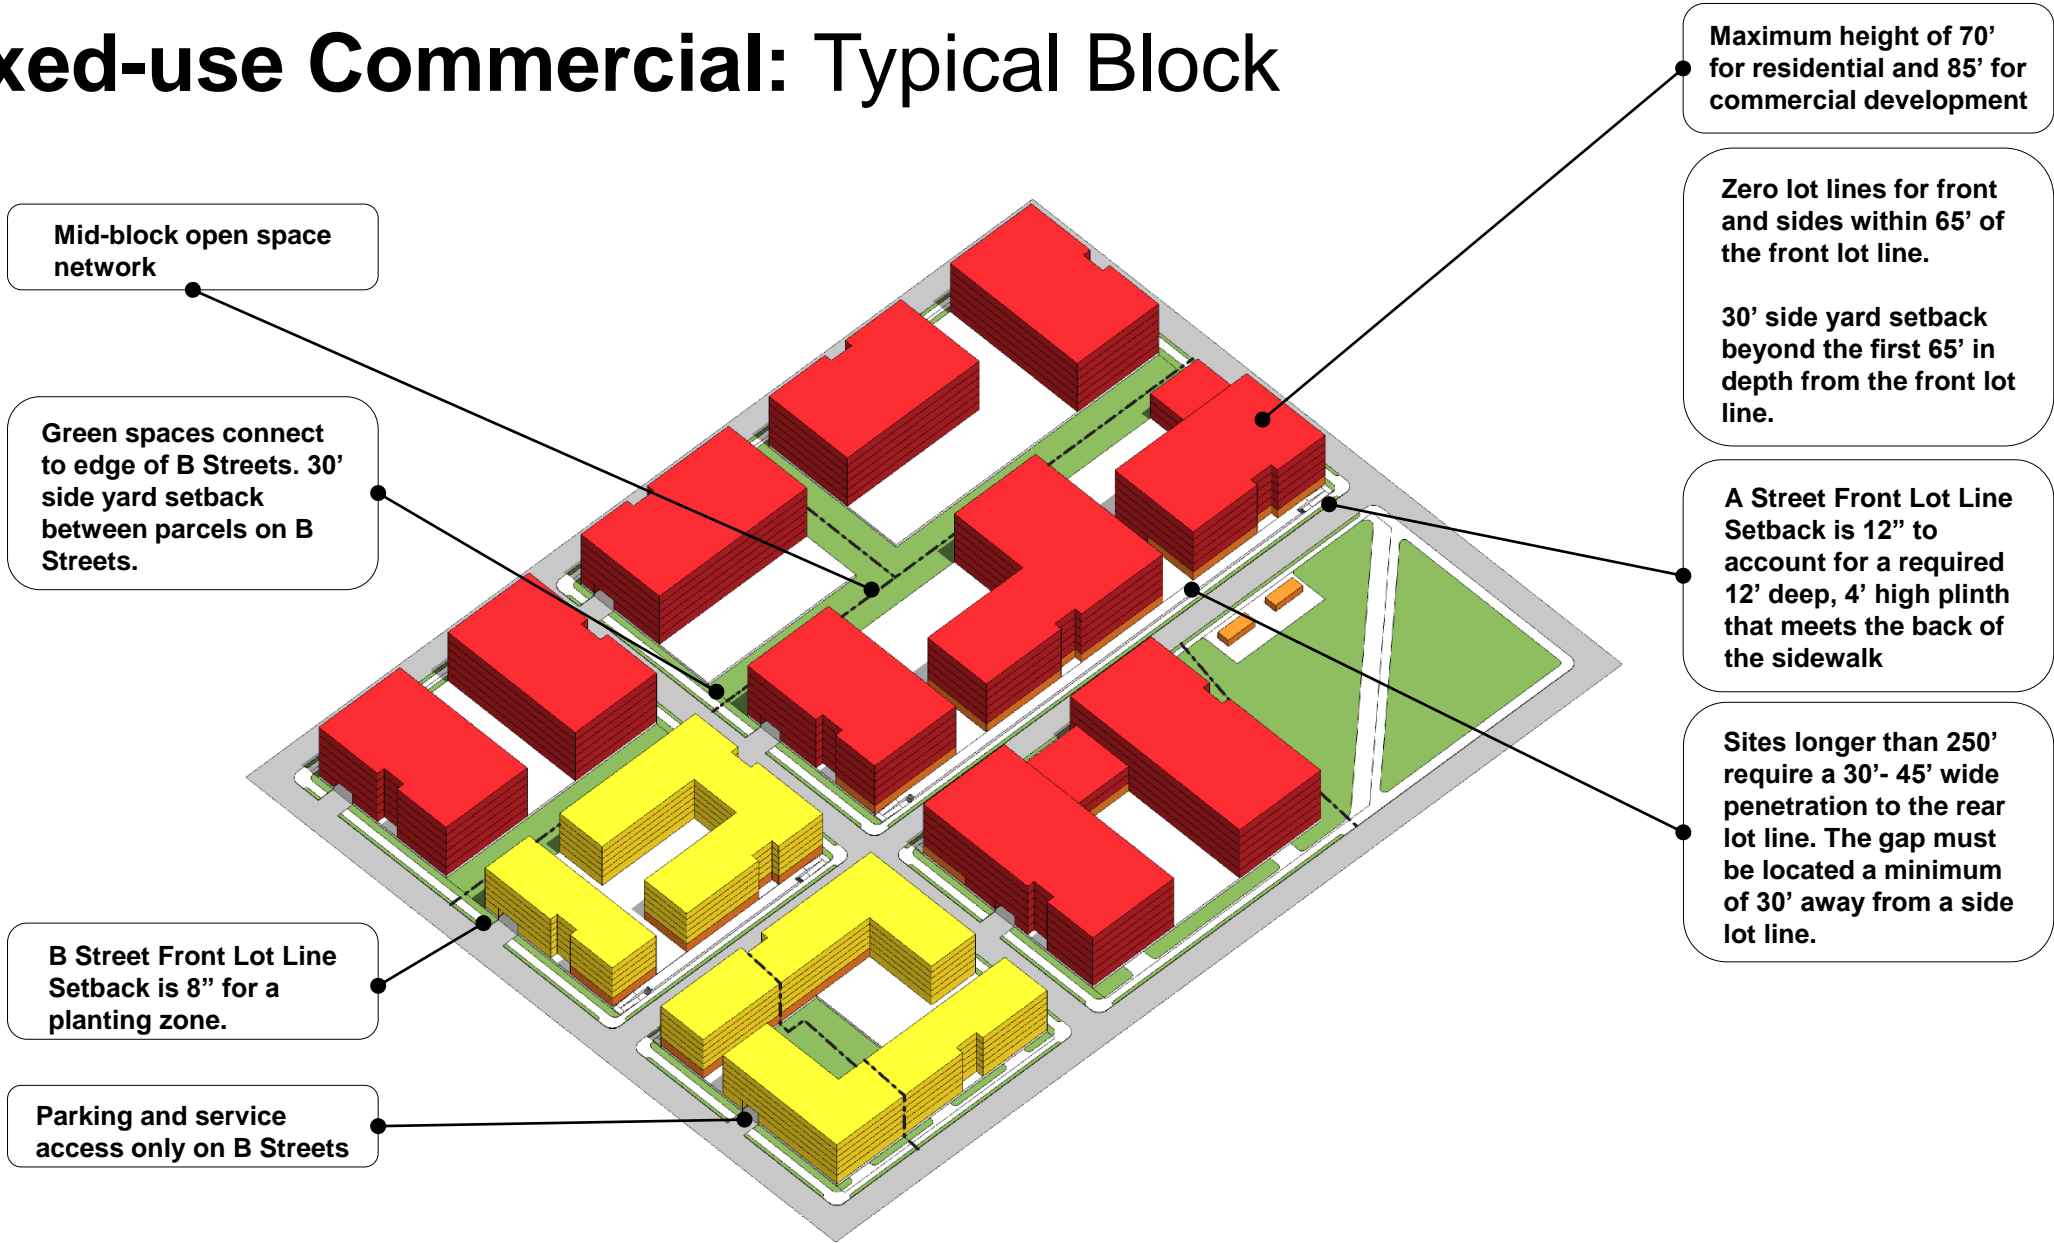 xed-use Commercial: Typical Block
Mid-block open space
network
Green spaces connect
to edge of B Streets. 30’
side yard setback
between parcels on B
Streets.
B Street Front Lot Line
Setback is 8” for a
planting zone.
Parking and service
access only on B Streets
Maximum height of 70’
for residential and 85’ for
commercial development
Zero lot lines for front
and sides within 65’ of
the front lot line.
30’ side yard setback
beyond the first 65’ in
depth from the front lot
line.
A Street Front Lot Line
Setback is 12” to
account for a required
12’ deep, 4’ high plinth
that meets the back of
the sidewalk
Sites longer than 250’
require a 30’- 45’ wide
penetration to the rear
lot line. The gap must
be located a minimum
of 30’ away from a side
lot line.